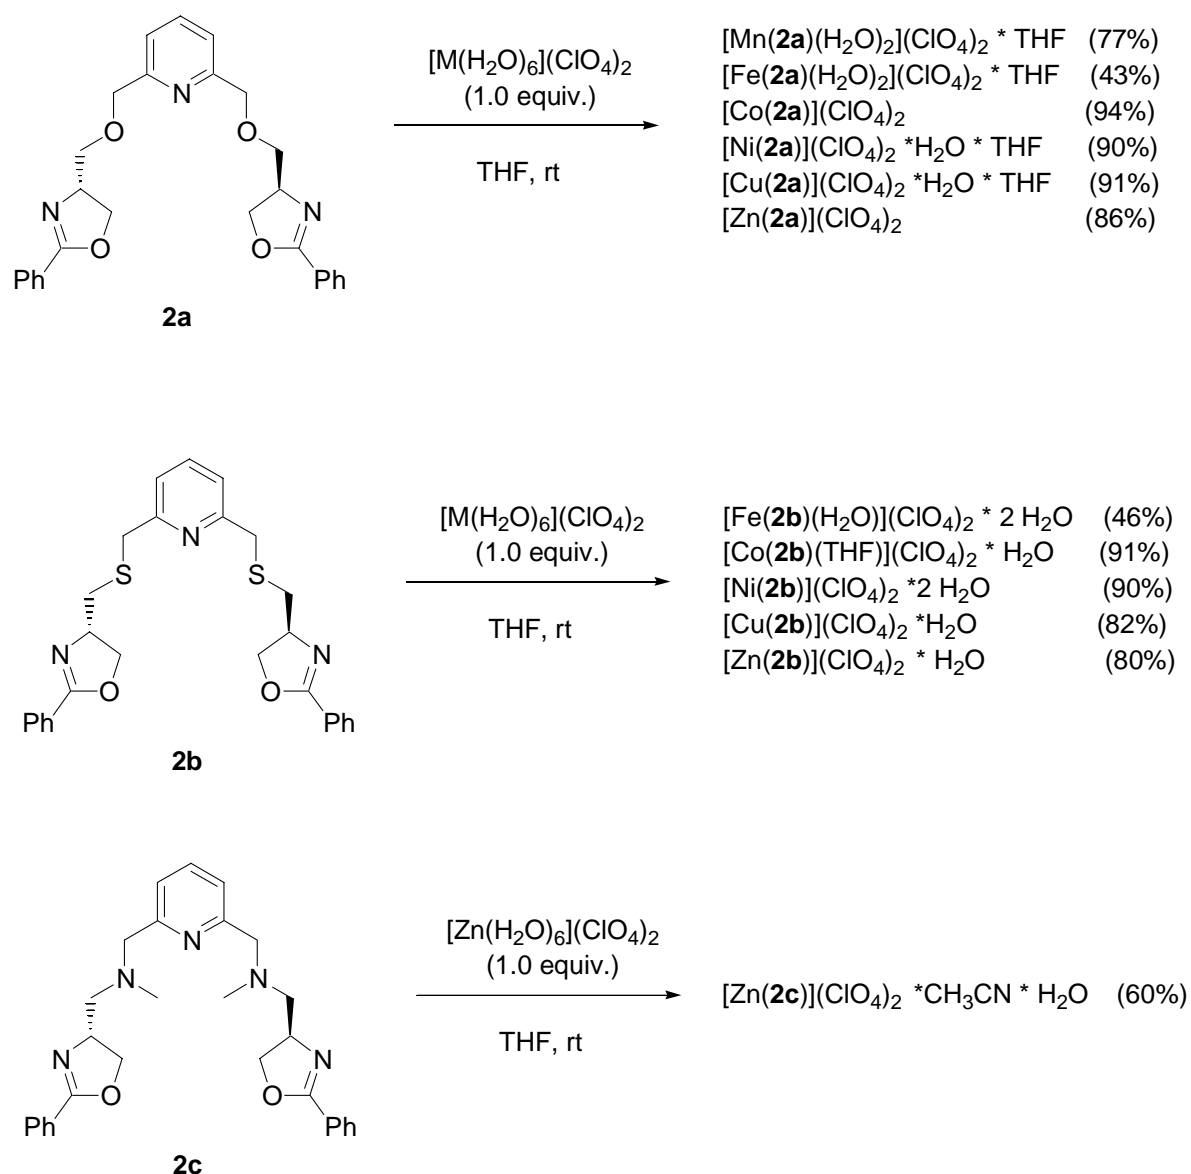 N
O
O
N
O
Ph
N
O
Ph
2a
[M(H2O)6](ClO4)2
(1.0 equiv.)
THF, rt
[Mn(2a)(H2O)2](ClO4)2 * THF (77%)
[Fe(2a)(H2O)2](ClO4)2 * THF (43%)
[Co(2a)](ClO4)2 (94%)
[Ni(2a)](ClO4)2 *H2O * THF (90%)
[Cu(2a)](ClO4)2 *H2O * THF (91%)
[Zn(2a)](ClO4)2 (86%)
N
S
S
N
O
Ph
N
O
Ph
2b
[M(H2O)6](ClO4)2
(1.0 equiv.)
THF, rt
[Fe(2b)(H2O)](ClO4)2 * 2 H2O (46%)
[Co(2b)(THF)](ClO4)2 * H2O (91%)
[Ni(2b)](ClO4)2 *2 H2O (90%)
[Cu(2b)](ClO4)2 *H2O (82%)
[Zn(2b)](ClO4)2 * H2O (80%)
N
N
N
N
O
Ph
N
O
Ph
2c
[Zn(H2O)6](ClO4)2
(1.0 equiv.)
THF, rt
[Zn(2c)](ClO4)2 *CH3CN * H2O (60%)